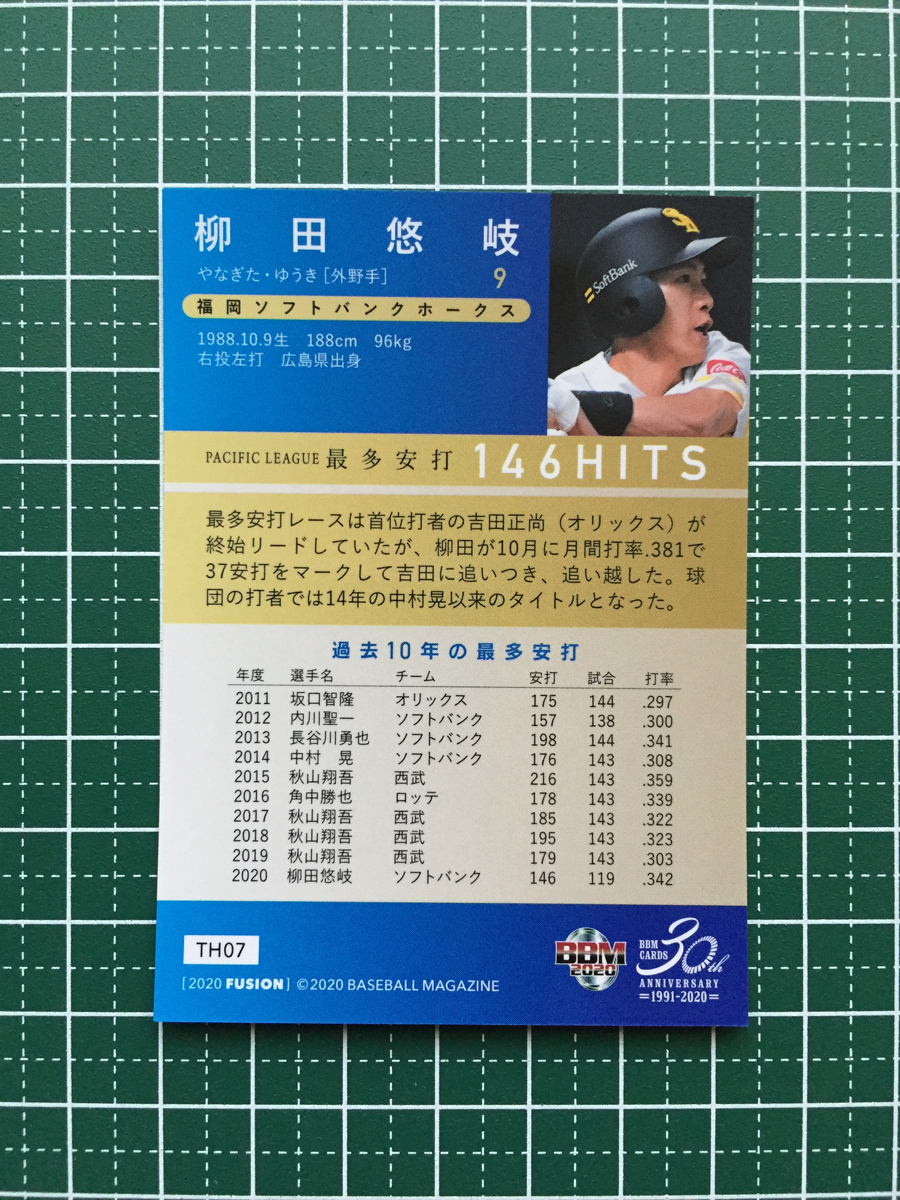 柳田悠岐
やなぎた・ゆうき［外野手］ 9
福岡ソフトバンクホークス
1988.10.9生 188cm 96kg
右投左打 広島県出身
SoftBank
Coca-Cola
PACIFIC LEAGUE 最多安打 146HITS
最多安打レースは首位打者の吉田正尚（オリックス）が
終始リードしていたが、柳田が10月に月間打率.381で
37安打をマークして吉田に追いつき、追い越した。球
団の打者では14年の中村晃以来のタイトルとなった。
過去10年の最多安打
年度 選手名 チーム 安打 試合 打率
2011 坂口智隆 オリックス 175 144 .297
2012 内川聖一 ソフトバンク 157 138 .300
2013 長谷川勇也 ソフトバンク 198 144 .341
2014 中村 晃 ソフトバンク 176 143 .308
2015 秋山翔吾 西武 216 143 .359
2016 角中勝也 ロッテ 178 143 .339
2017 秋山翔吾 西武 185 143 .322
2018 秋山翔吾 西武 195 143 .323
2019 秋山翔吾 西武 179 143 .303
2020 柳田悠岐 ソフトバンク 146 119 .342
TH07
BBM
2020
BBM
CARDS
30th
ANNIVERSARY
=1991-2020=
[2020 FUSION] ©2020 BASEBALL MAGAZINE